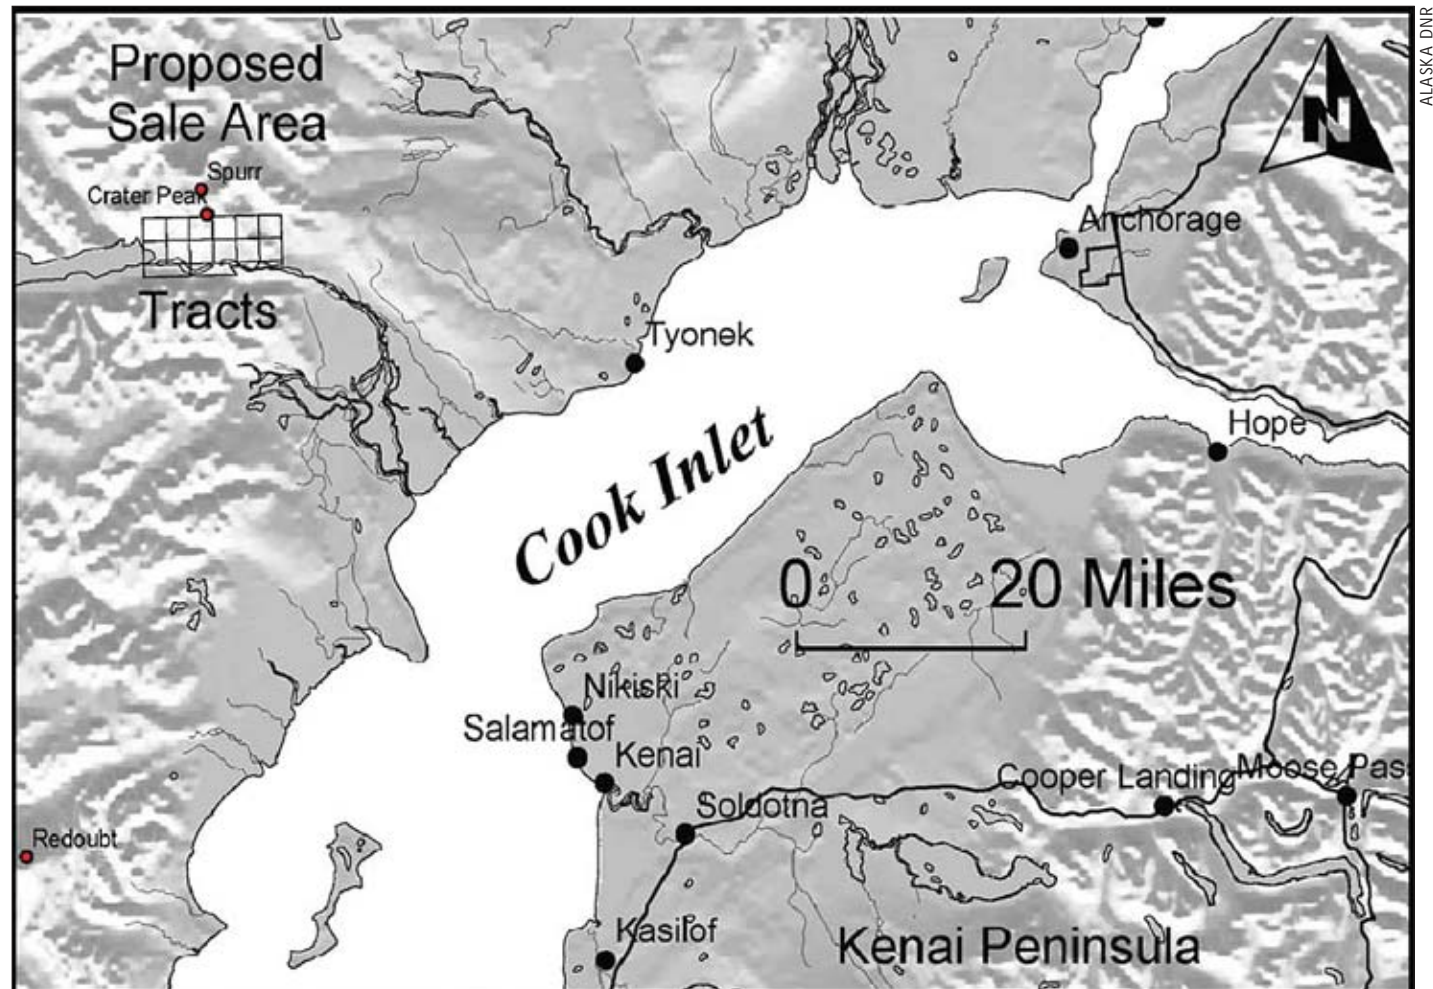 ALASKA DNR
Proposed
Sale Area
Spurr
Crater Peak
Tracts
N
Anchorage
Tyonek
Hope
Cook Inlet
0 20 Miles
Nikiski
Salamatof
Kenai
Cooper Landing
Moose Pass
Soldotna
Redoubt
Kasilof
Kenai Peninsula